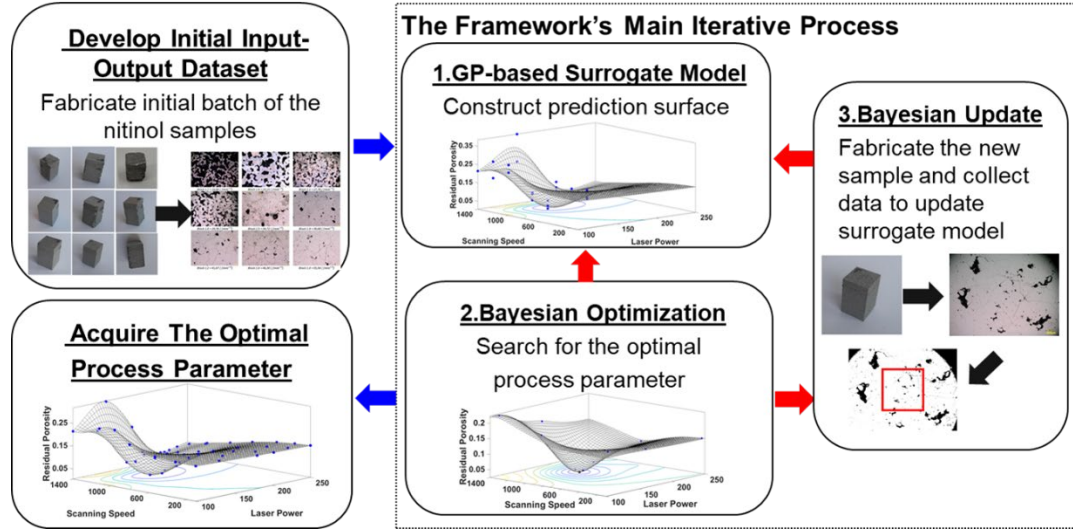 Develop Initial Input-
Output Dataset
Fabricate initial batch of the
nitinol samples
The Framework's Main Iterative Process
1.GP-based Surrogate Model
Construct prediction surface
Residual Porosity
0.35
0.25
0.15
0.05
1400
1000
600
200
100
150
200
250
Scanning Speed
Laser Power
3.Bayesian Update
Fabricate the new
sample and collect
data to update
surrogate model
Acquire The Optimal
Process Parameter
Residual Porosity
0.25
0.15
0.05
1400
1000
600
200
100
150
200
250
Scanning Speed
Laser Power
2.Bayesian Optimization
Search for the optimal
process parameter
Residual Porosity
0.2
0.15
0.1
0.05
1400
1000
600
200
100
150
200
250
Scanning Speed
Laser Power